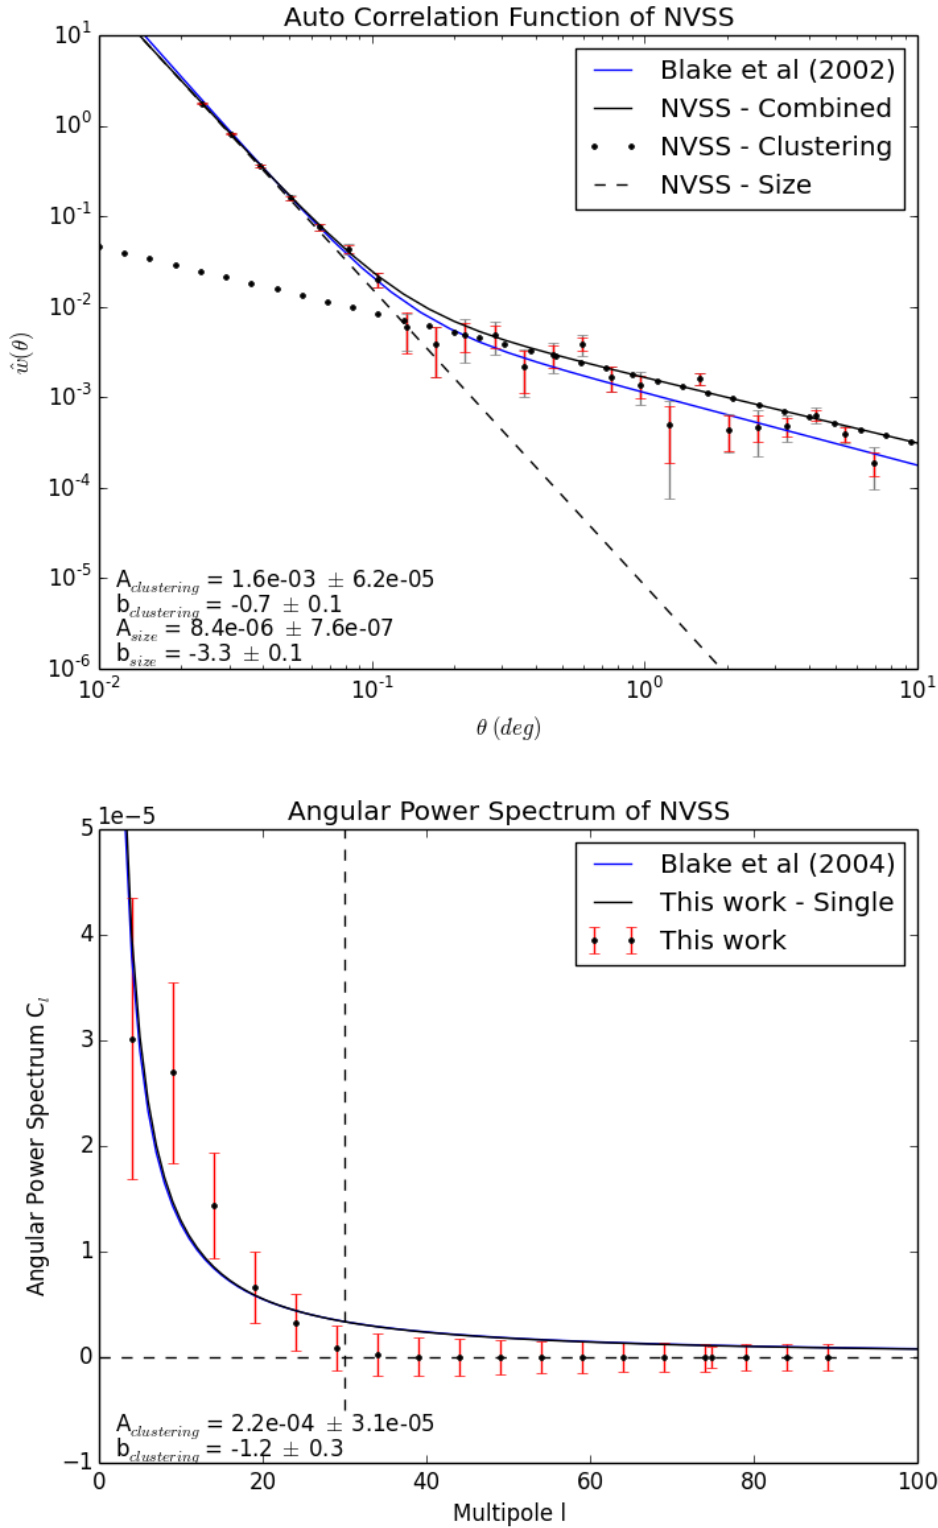 Auto Correlation Function of NVSS
10^1
10^0
10^-1
10^-2
10^-3
10^-4
10^-5
10^-6
ŵ(θ)
Blake et al (2002)
NVSS - Combined
NVSS - Clustering
NVSS - Size
A_clustering = 1.6e-03 ± 6.2e-05
b_clustering = -0.7 ± 0.1
A_size = 8.4e-06 ± 7.6e-07
b_size = -3.3 ± 0.1
10^-2 10^-1 10^0 10^1
θ (deg)
Angular Power Spectrum of NVSS
1e-5
5
4
3
2
1
0
−1
Angular Power Spectrum C_l
Blake et al (2004)
This work - Single
This work
A_clustering = 2.2e-04 ± 3.1e-05
b_clustering = -1.2 ± 0.3
0 20 40 60 80 100
Multipole l